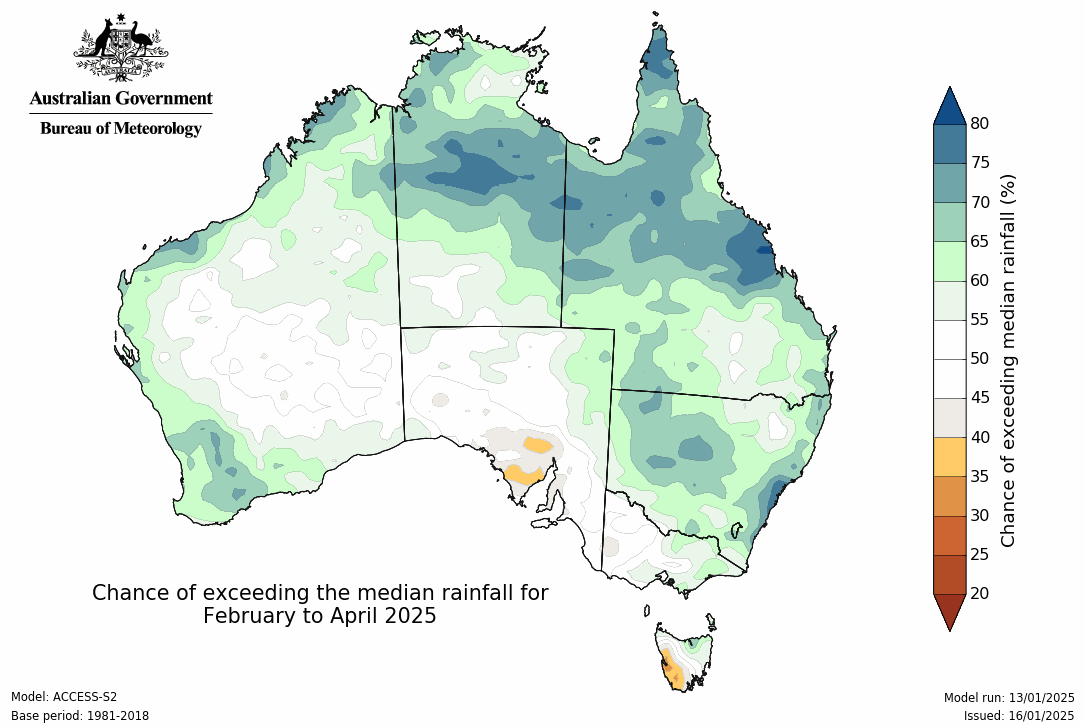 Australian Government
Bureau of Meteorology
80
75
70
65
60
55
50
45
40
35
30
25
20
Chance of exceeding median rainfall (%)
Chance of exceeding the median rainfall for
February to April 2025
Model: ACCESS-S2
Base period: 1981-2018
Model run: 13/01/2025
Issued: 16/01/2025